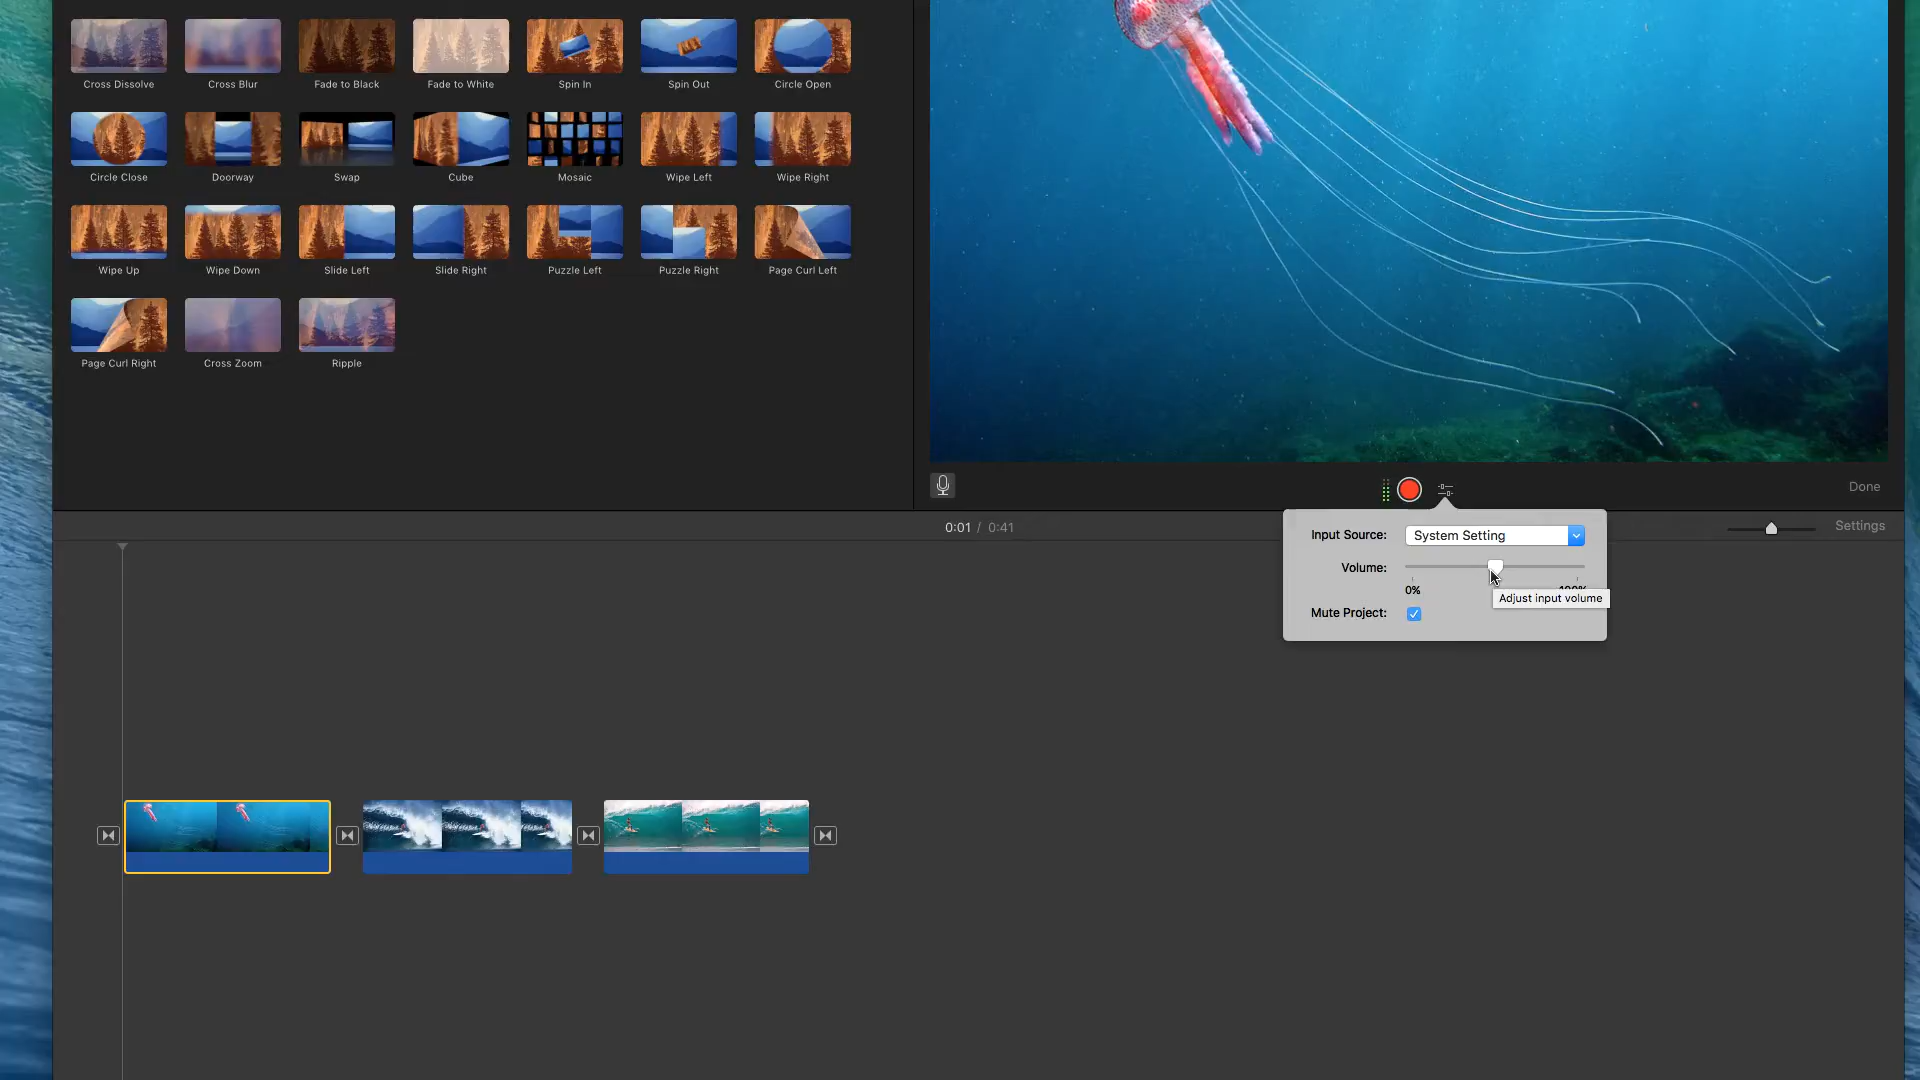 Cross Dissolve
Cross Blur
Fade to Black
Fade to White
Spin In
Spin Out
Circle Open
Circle Close
Doorway
Swap
Cube
Mosaic
Wipe Left
Wipe Right
Wipe Up
Wipe Down
Slide Left
Slide Right
Puzzle Left
Puzzle Right
Page Curl Left
Page Curl Right
Cross Zoom
Ripple
Done
0:01 / 0:41
Settings
Input Source: System Setting
Volume:
0%
Adjust input volume
Mute Project: